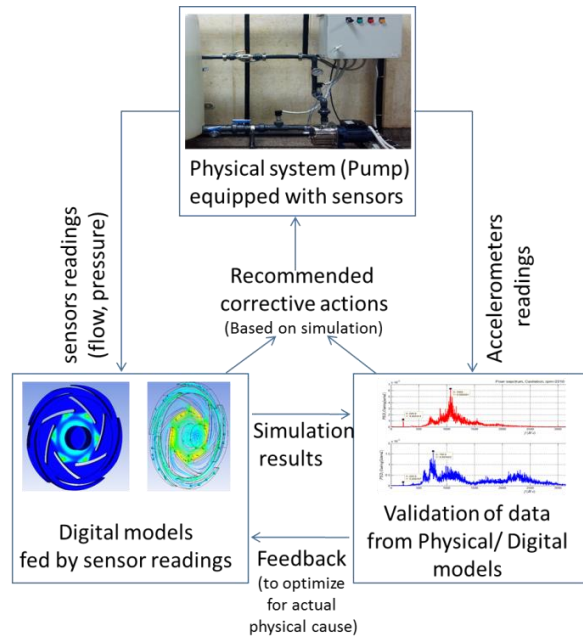 Physical system (Pump)
equipped with sensors
sensors readings
(flow, pressure)
Accelerometers
readings
Recommended
corrective actions
(Based on simulation)
Simulation
results
Digital models
fed by sensor readings
Feedback
(to optimize
for actual
physical cause)
Validation of data
from Physical/ Digital
models